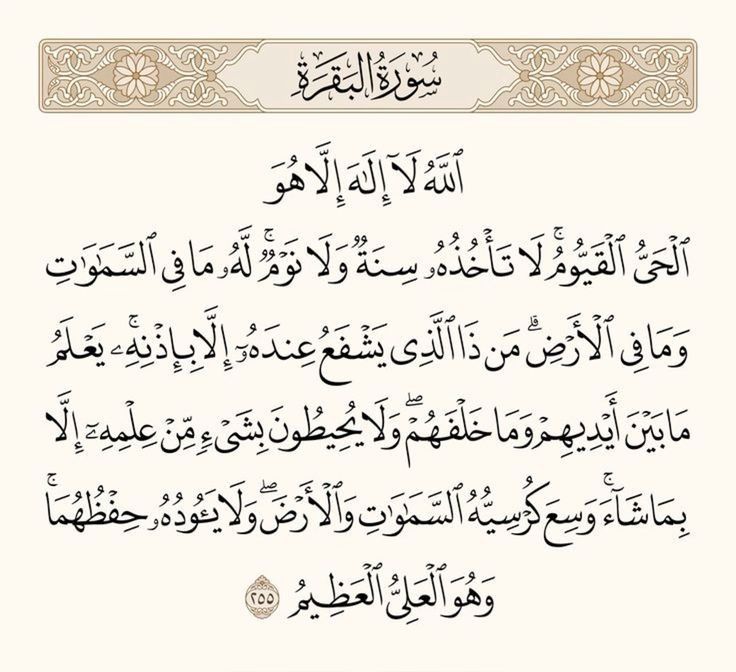 سُورَةُ البَقَرَةِ
ٱللَّهُ لَآ إِلَٰهَ إِلَّا هُوَ
ٱلْحَىُّ ٱلْقَيُّومُ ۚ لَا تَأْخُذُهُۥ سِنَةٌ وَلَا نَوْمٌ ۚ لَّهُۥ مَا فِى ٱلسَّمَٰوَٰتِ
وَمَا فِى ٱلْأَرْضِ ۗ مَن ذَا ٱلَّذِى يَشْفَعُ عِندَهُۥٓ إِلَّا بِإِذْنِهِۦ ۚ يَعْلَمُ
مَا بَيْنَ أَيْدِيهِمْ وَمَا خَلْفَهُمْ ۖ وَلَا يُحِيطُونَ بِشَىْءٍ مِّنْ عِلْمِهِۦٓ إِلَّا
بِمَا شَآءَ ۚ وَسِعَ كُرْسِيُّهُ ٱلسَّمَٰوَٰتِ وَٱلْأَرْضَ ۖ وَلَا يَـُٔودُهُۥ حِفْظُهُمَا ۚ
وَهُوَ ٱلْعَلِىُّ ٱلْعَظِيمُ ٢٥٥